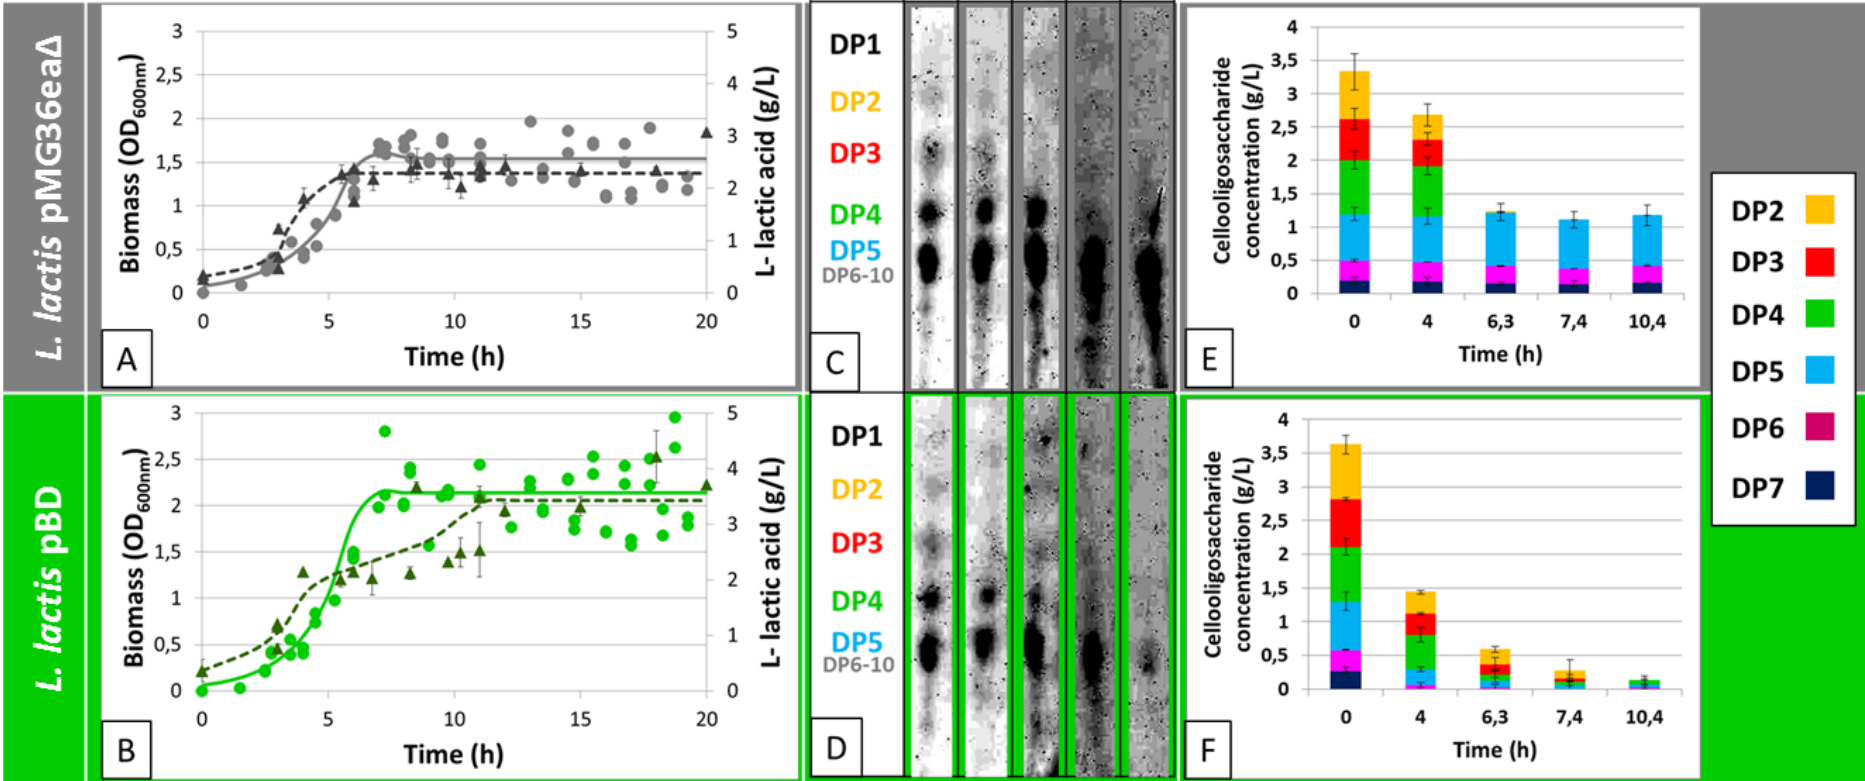 L. lactis pMG36eaΔ
Biomass (OD600nm)
3
2,5
2
1,5
1
0,5
0
5
4
3
2
1
0
L- lactic acid (g/L)
0 5 10 15 20
Time (h)
A
DP1
DP2
DP3
DP4
DP5
DP6-10
C
Cellooligosaccharide
concentration (g/L)
4
3,5
3
2,5
2
1,5
1
0,5
0
0 4 6,3 7,4 10,4
Time (h)
E
L. lactis pBD
Biomass (OD600nm)
3
2,5
2
1,5
1
0,5
0
5
4
3
2
1
0
L- lactic acid (g/L)
0 5 10 15 20
Time (h)
B
DP1
DP2
DP3
DP4
DP5
DP6-10
D
Cellooligosaccharide
concentration (g/L)
4
3,5
3
2,5
2
1,5
1
0,5
0
0 4 6,3 7,4 10,4
Time (h)
F
DP2
DP3
DP4
DP5
DP6
DP7